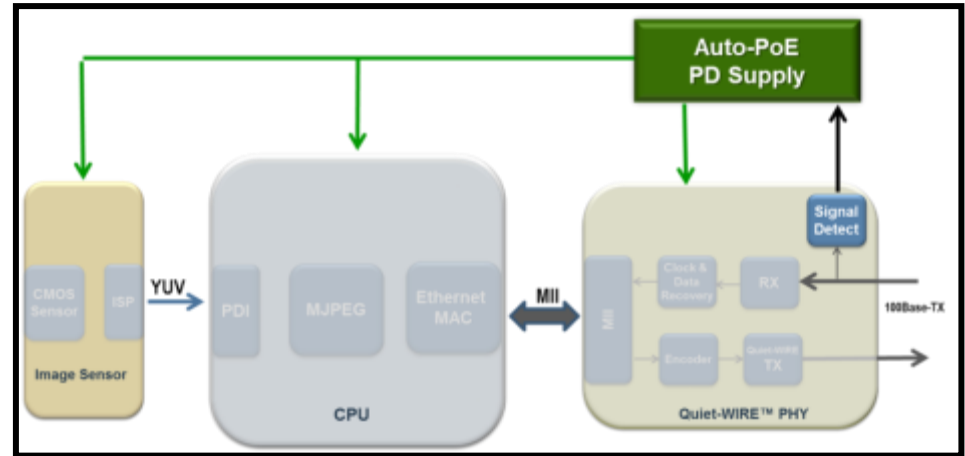 Auto-PoE
PD Supply
Signal
Detect
CMOS
Sensor
ISP
YUV
PDI
MJPEG
Ethernet
MAC
MII
MII
Clock &
Data
Recovery
RX
100Base-TX
Encoder
Quiet-WIRE
TX
Image Sensor
CPU
Quiet-WIRE™ PHY